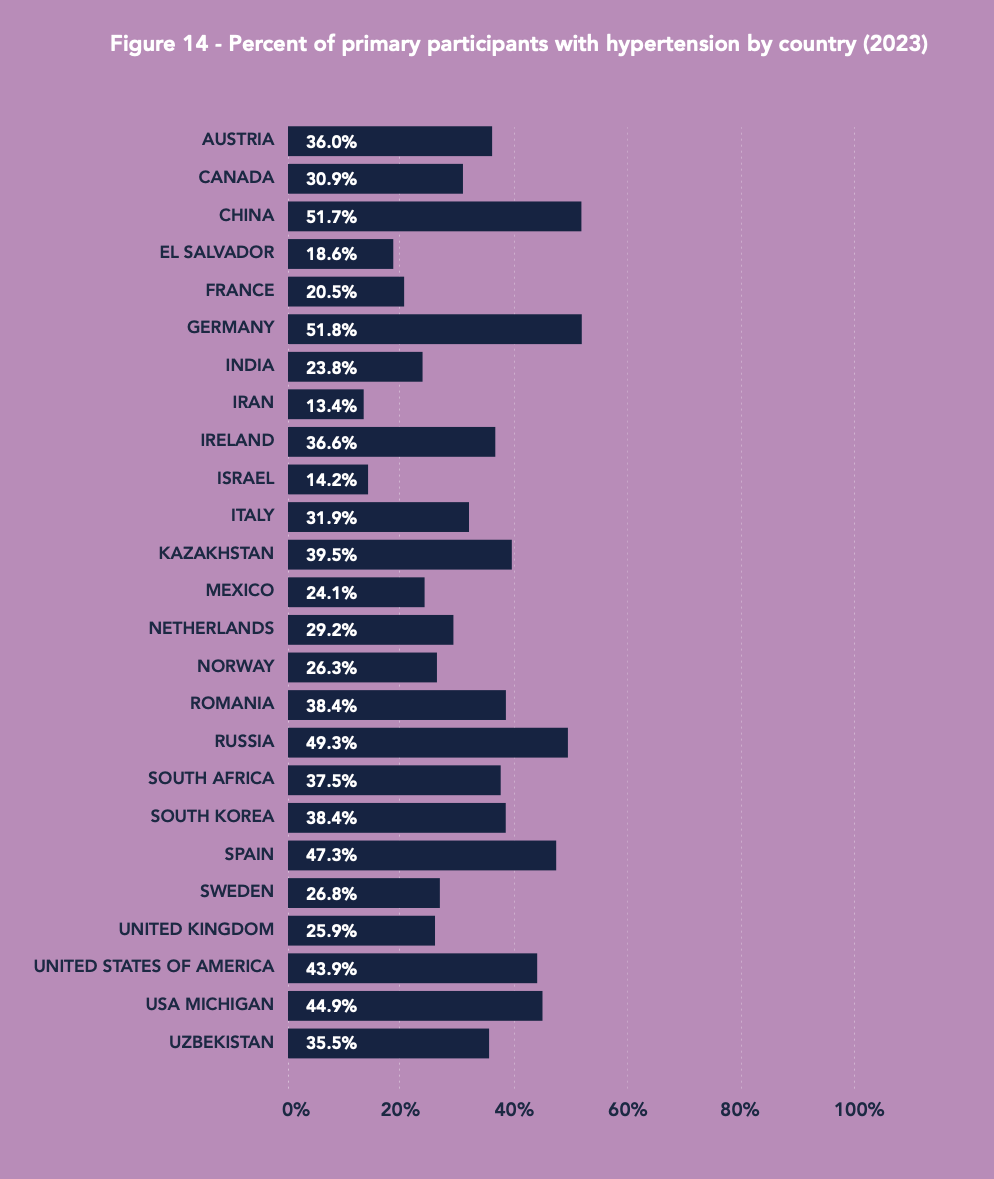 Figure 14 - Percent of primary participants with hypertension by country (2023)
AUSTRIA 36.0%
CANADA 30.9%
CHINA 51.7%
EL SALVADOR 18.6%
FRANCE 20.5%
GERMANY 51.8%
INDIA 23.8%
IRAN 13.4%
IRELAND 36.6%
ISRAEL 14.2%
ITALY 31.9%
KAZAKHSTAN 39.5%
MEXICO 24.1%
NETHERLANDS 29.2%
NORWAY 26.3%
ROMANIA 38.4%
RUSSIA 49.3%
SOUTH AFRICA 37.5%
SOUTH KOREA 38.4%
SPAIN 47.3%
SWEDEN 26.8%
UNITED KINGDOM 25.9%
UNITED STATES OF AMERICA 43.9%
USA MICHIGAN 44.9%
UZBEKISTAN 35.5%
0% 20% 40% 60% 80% 100%